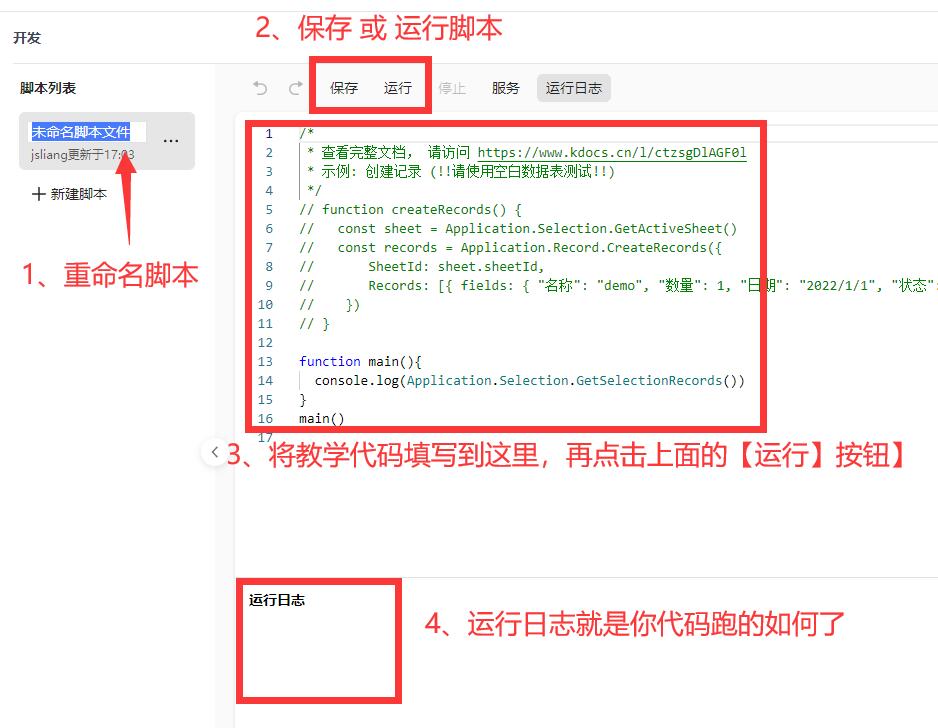 2、保存 或 运行脚本
开发
脚本列表
保存 运行 停止 服务 运行日志
未命名脚本文件 ...
jsliang更新于17:03
+ 新建脚本
1、重命名脚本
1 /*
2 * 查看完整文档， 请访问 https://www.kdocs.cn/l/ctzsgDlAGF0l
3 * 示例: 创建记录 (!!请使用空白数据表测试!!)
4 */
5 // function createRecords() {
6 // const sheet = Application.Selection.GetActiveSheet()
7 // const records = Application.Record.CreateRecords({
8 // SheetId: sheet.sheetId,
9 // Records: [{ fields: { "名称": "demo", "数量": 1, "日期": "2022/1/1", "状态":
10 // })
11 // }
12
13 function main(){
14 console.log(Application.Selection.GetSelectionRecords())
15 }
16 main()
17
3、将教学代码填写到这里，再点击上面的【运行】按钮】
运行日志
4、运行日志就是你代码跑的如何了